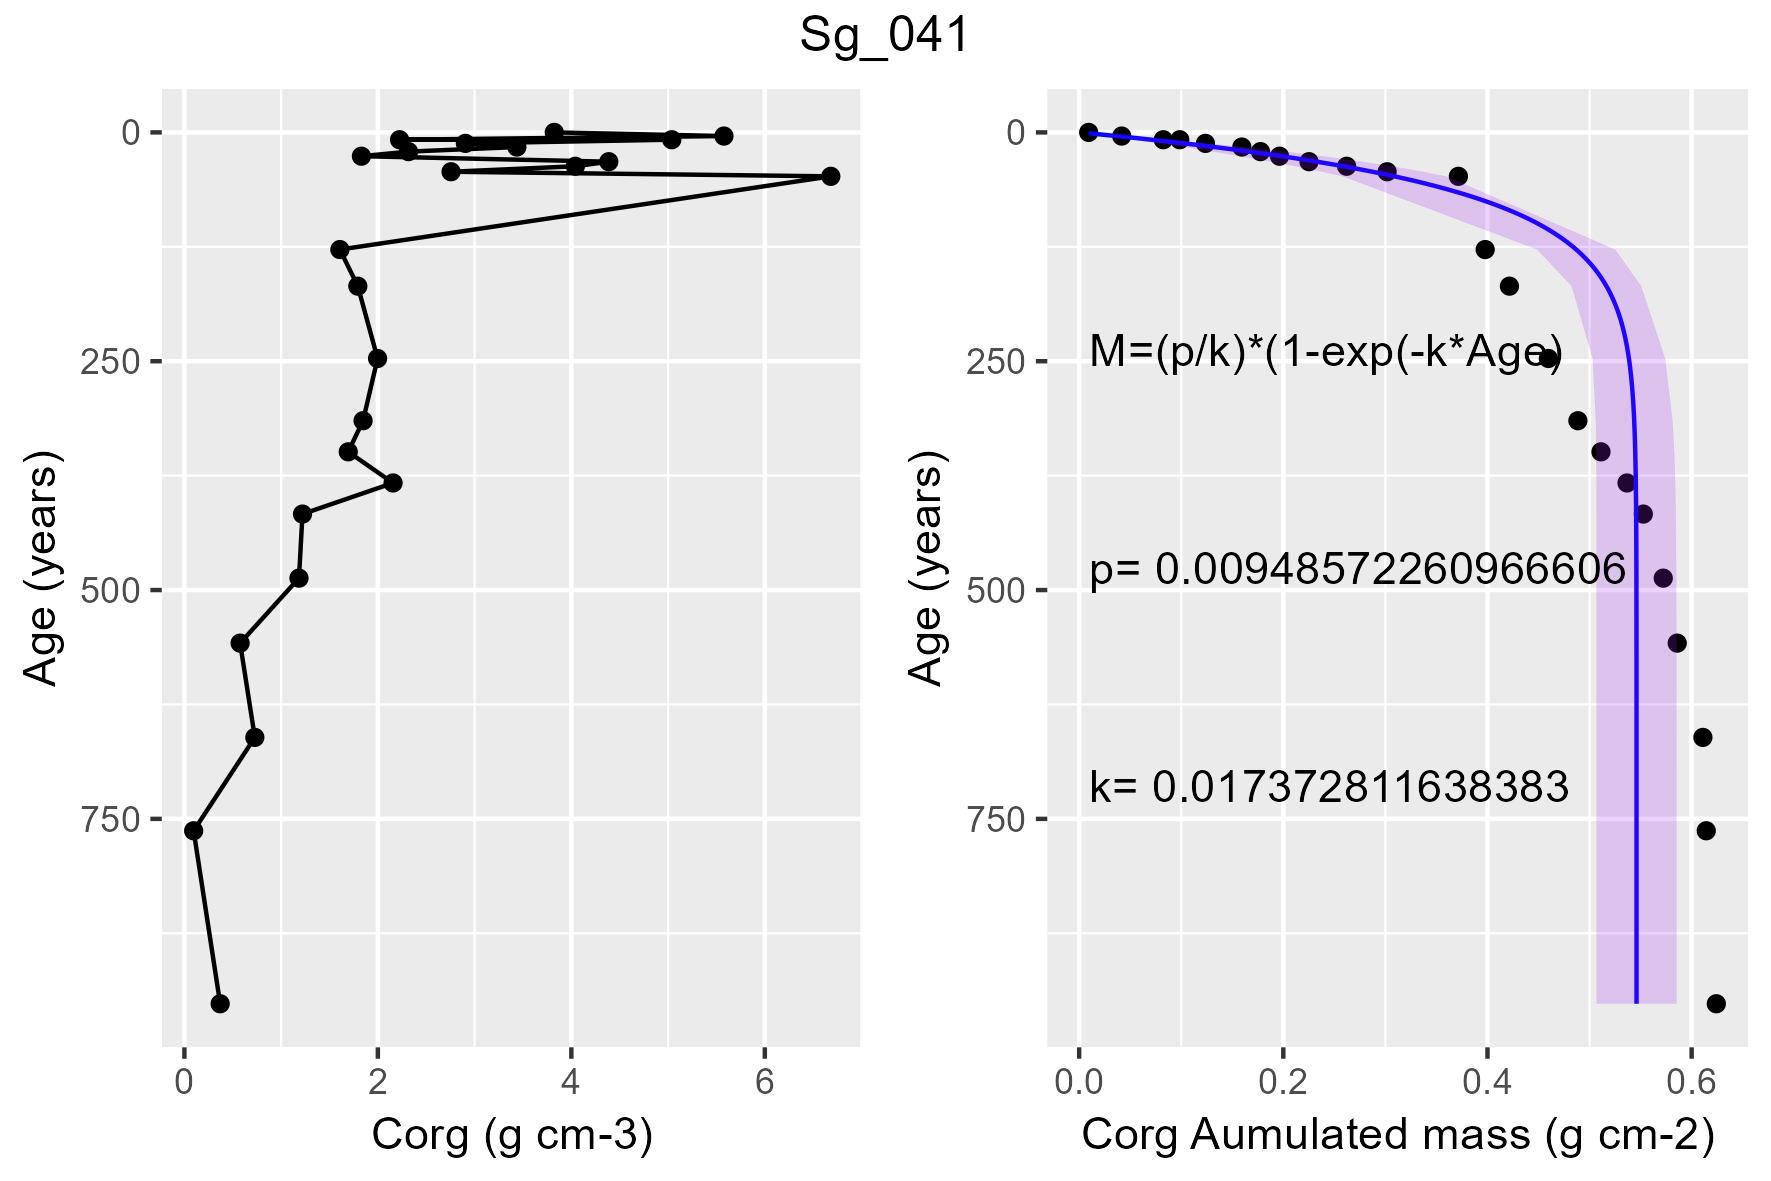 Sg_041
0
250
500
750
Age (years)
0
2
4
6
Corg (g cm-3)
0
250
500
750
Age (years)
M=(p/k)*(1-exp(-k*Age)
p= 0.00948572260966606
k= 0.017372811638383
0.0
0.2
0.4
0.6
Corg Aumulated mass (g cm-2)